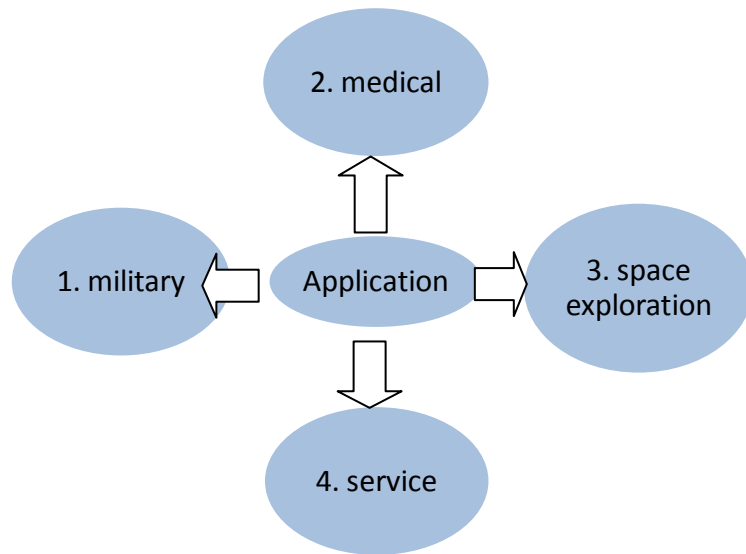 2. medical
1. military
Application
3. space
exploration
4. service